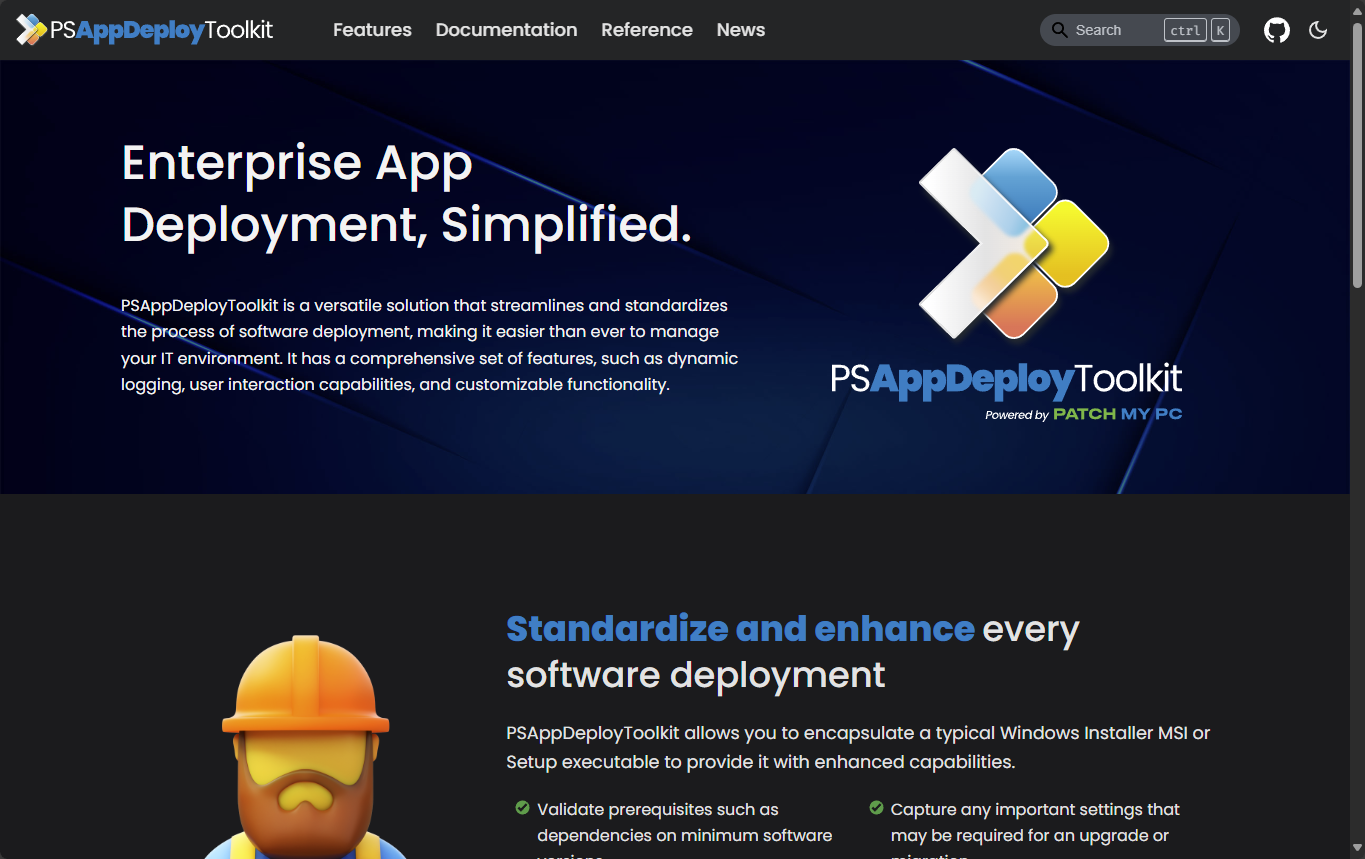 PSAppDeployToolkit
Features
Documentation
Reference
News
Search
ctrl K
Enterprise App
Deployment, Simplified.
PSAppDeployToolkit is a versatile solution that streamlines and standardizes
the process of software deployment, making it easier than ever to manage
your IT environment. It has a comprehensive set of features, such as dynamic
logging, user interaction capabilities, and customizable functionality.
PSAppDeployToolkit
Powered by PATCH MY PC
Standardize and enhance every
software deployment
PSAppDeployToolkit allows you to encapsulate a typical Windows Installer MSI or
Setup executable to provide it with enhanced capabilities.
Validate prerequisites such as
dependencies on minimum software
Capture any important settings that
may be required for an upgrade or